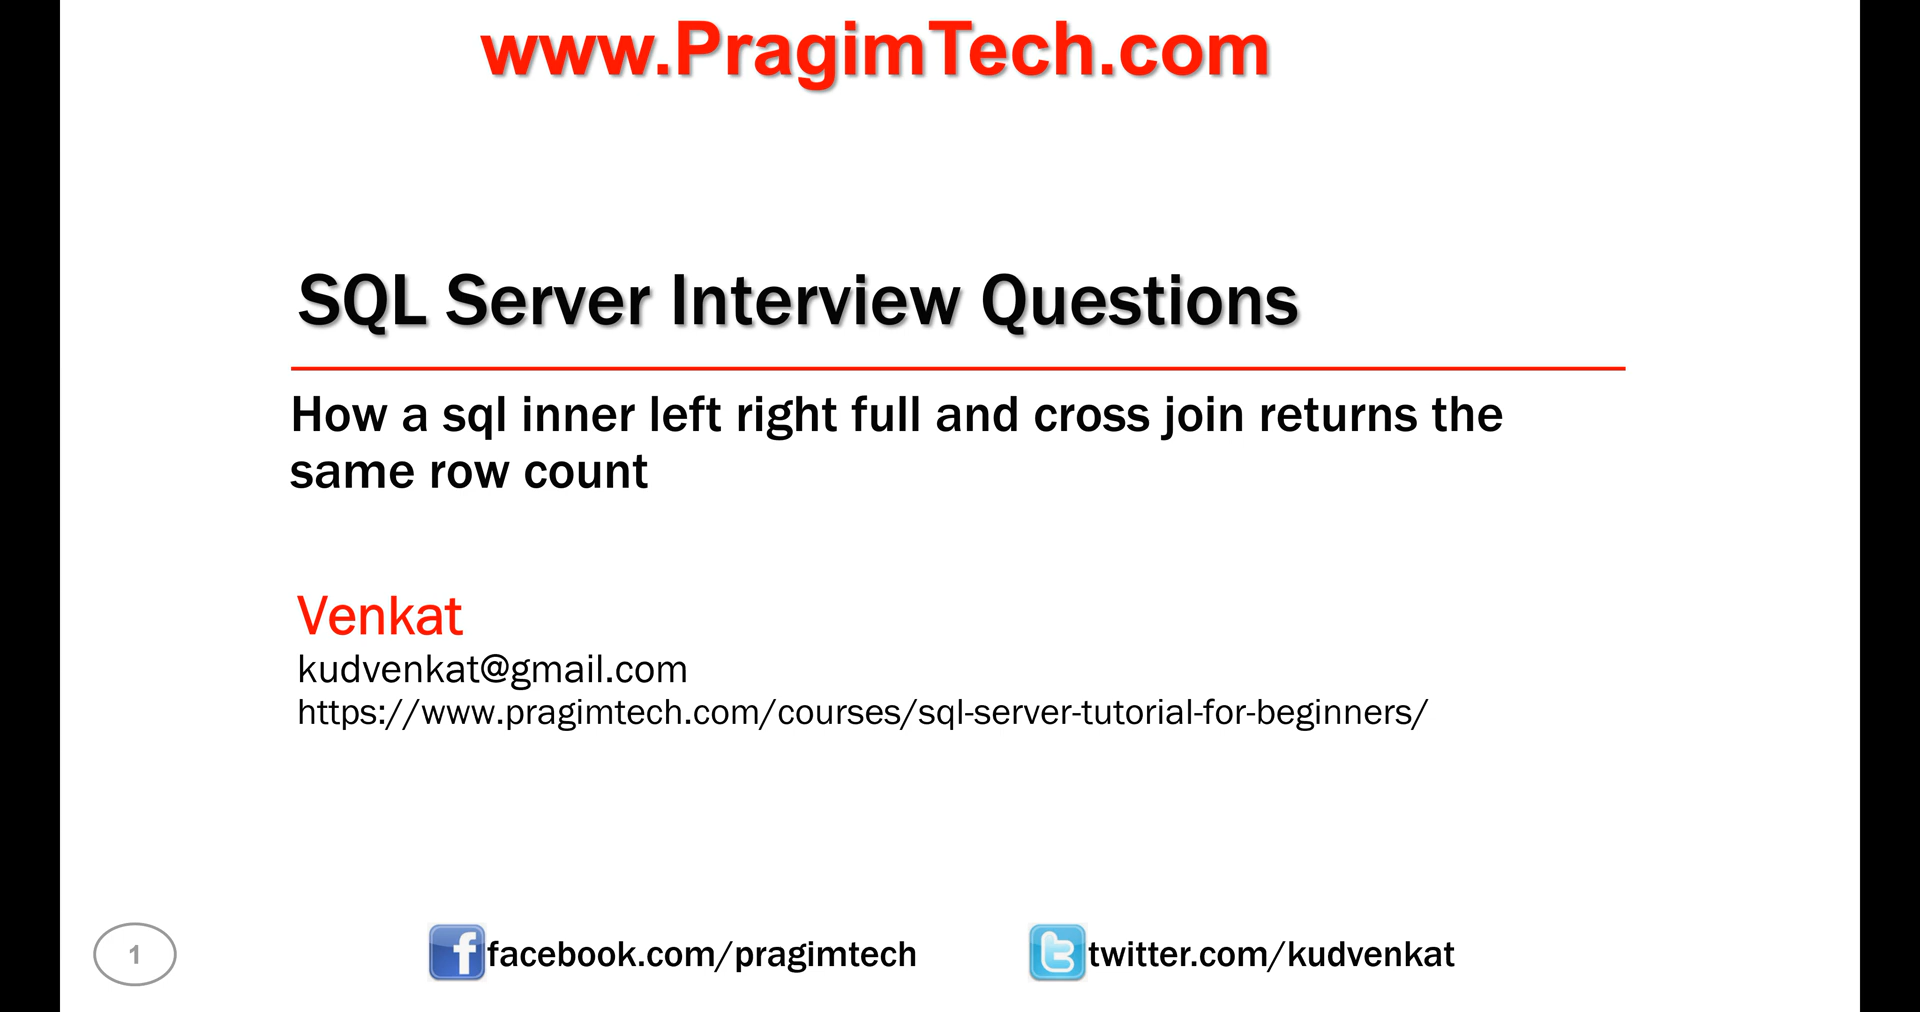 www.PragimTech.com
SQL Server Interview Questions
How a sql inner left right full and cross join returns the
same row count
Venkat
kudvenkat@gmail.com
https://www.pragimtech.com/courses/sql-server-tutorial-for-beginners/
1
facebook.com/pragimtech
twitter.com/kudvenkat